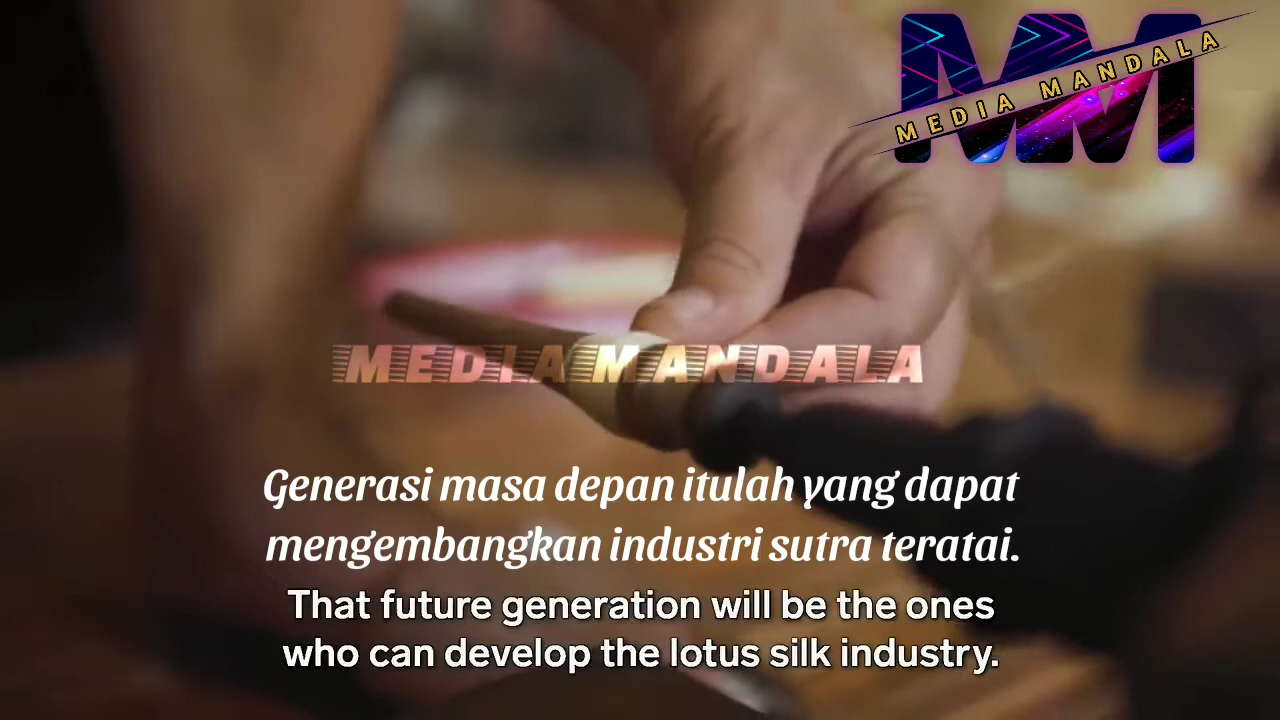 MEDIA MANDALA
MEDIA MANDALA
Generasi masa depan itulah yang dapat
mengembangkan industri sutra teratai.
That future generation will be the ones
who can develop the lotus silk industry.